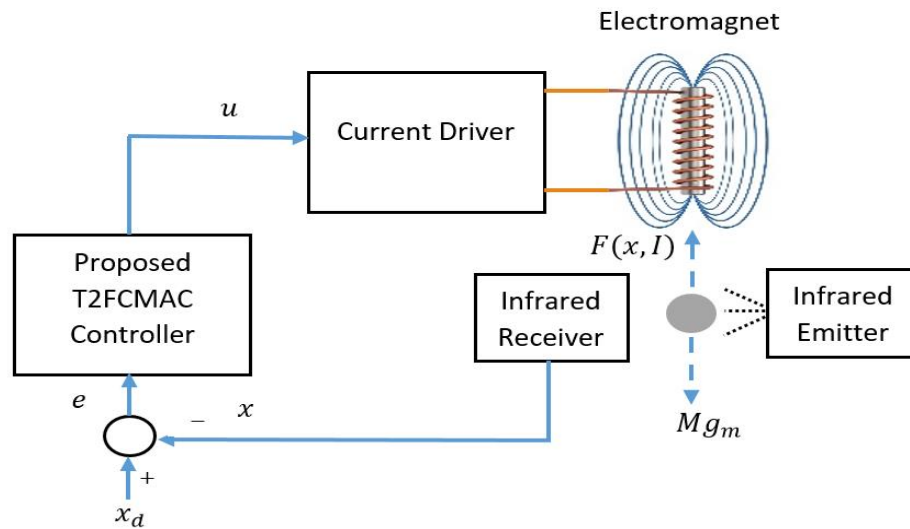 Electromagnet
u
Current Driver
F(x, I)
Proposed
T2FCMAC
Controller
Infrared
Receiver
Infrared
Emitter
e
− x
Mg_m
+
x_d